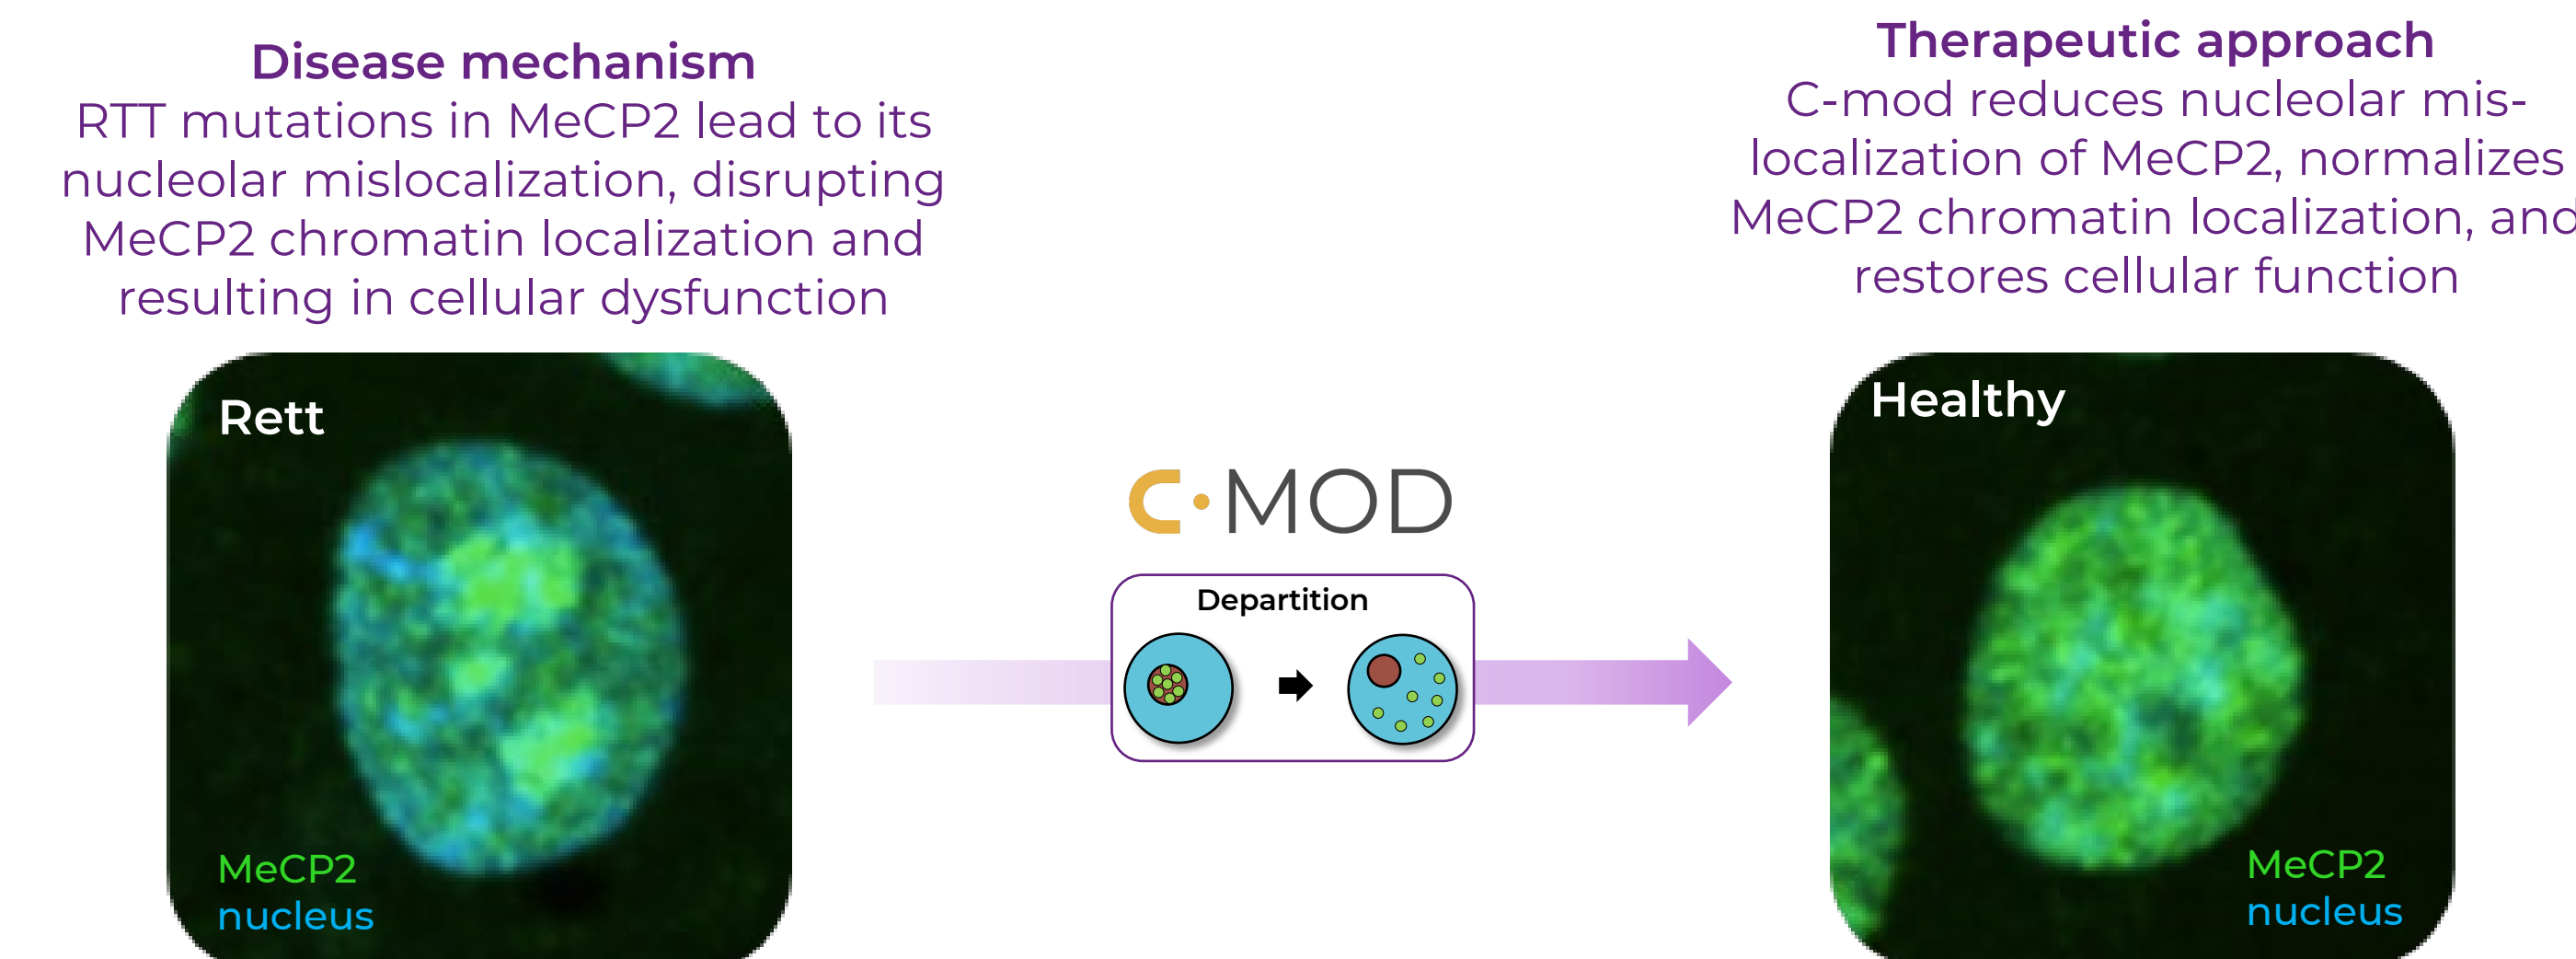 Disease mechanism
RTT mutations in MeCP2 lead to its
nucleolar mislocalization, disrupting
MeCP2 chromatin localization and
resulting in cellular dysfunction
Rett
MeCP2
nucleus
C·MOD
Departition
Therapeutic approach
C-mod reduces nucleolar mis-
localization of MeCP2, normalizes
MeCP2 chromatin localization, and
restores cellular function
Healthy
MeCP2
nucleus